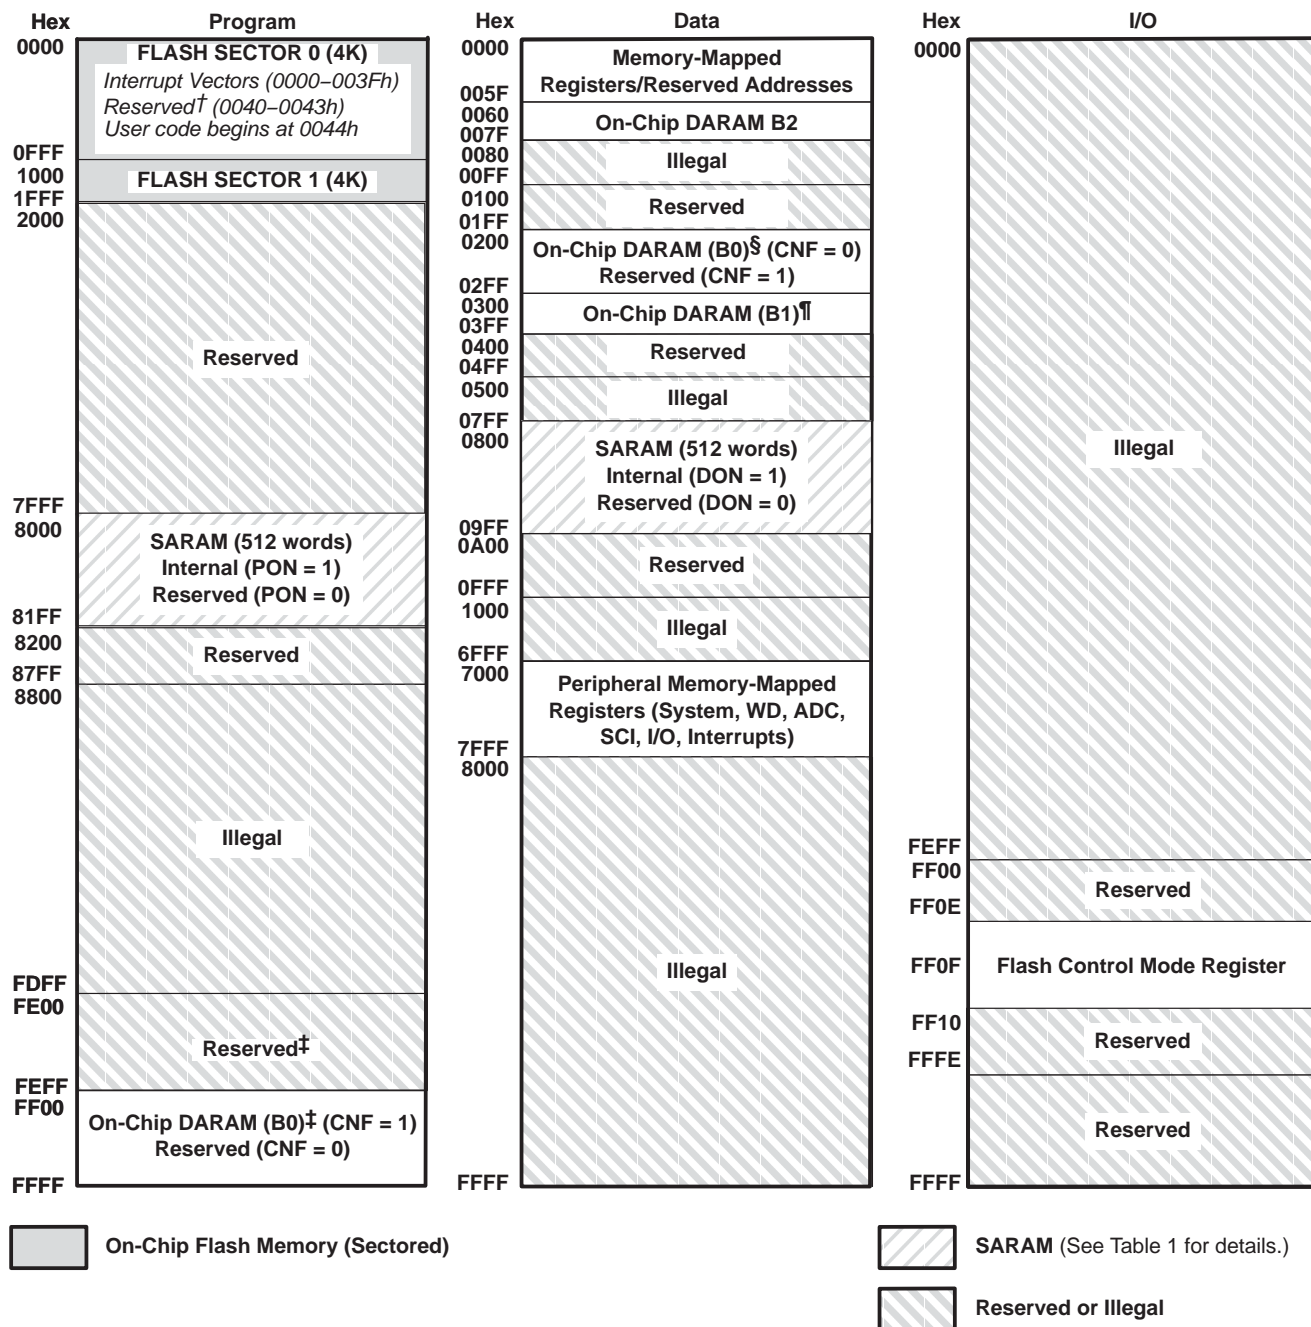 Hex Program
0000
FLASH SECTOR 0 (4K)
Interrupt Vectors (0000–003Fh)
Reserved† (0040–0043h)
User code begins at 0044h
0FFF
1000
FLASH SECTOR 1 (4K)
1FFF
2000
Reserved
7FFF
8000
SARAM (512 words)
Internal (PON = 1)
Reserved (PON = 0)
81FF
8200
Reserved
87FF
8800
Illegal
FDFF
FE00
Reserved‡
FEFF
FF00
On-Chip DARAM (B0)‡ (CNF = 1)
Reserved (CNF = 0)
FFFF
Hex Data
0000
Memory-Mapped
Registers/Reserved Addresses
005F
0060
On-Chip DARAM B2
007F
0080
Illegal
00FF
0100
Reserved
01FF
0200
On-Chip DARAM (B0)§ (CNF = 0)
Reserved (CNF = 1)
02FF
0300
On-Chip DARAM (B1)¶
03FF
0400
Reserved
04FF
0500
Illegal
07FF
0800
SARAM (512 words)
Internal (DON = 1)
Reserved (DON = 0)
09FF
0A00
Reserved
0FFF
1000
Illegal
6FFF
7000
Peripheral Memory-Mapped
Registers (System, WD, ADC,
SCI, I/O, Interrupts)
7FFF
8000
Illegal
FFFF
Hex I/O
0000
Illegal
FEFF
FF00
Reserved
FF0E
FF0F Flash Control Mode Register
FF10
Reserved
FFFE
Reserved
FFFF
On-Chip Flash Memory (Sectored)
SARAM (See Table 1 for details.)
Reserved or Illegal